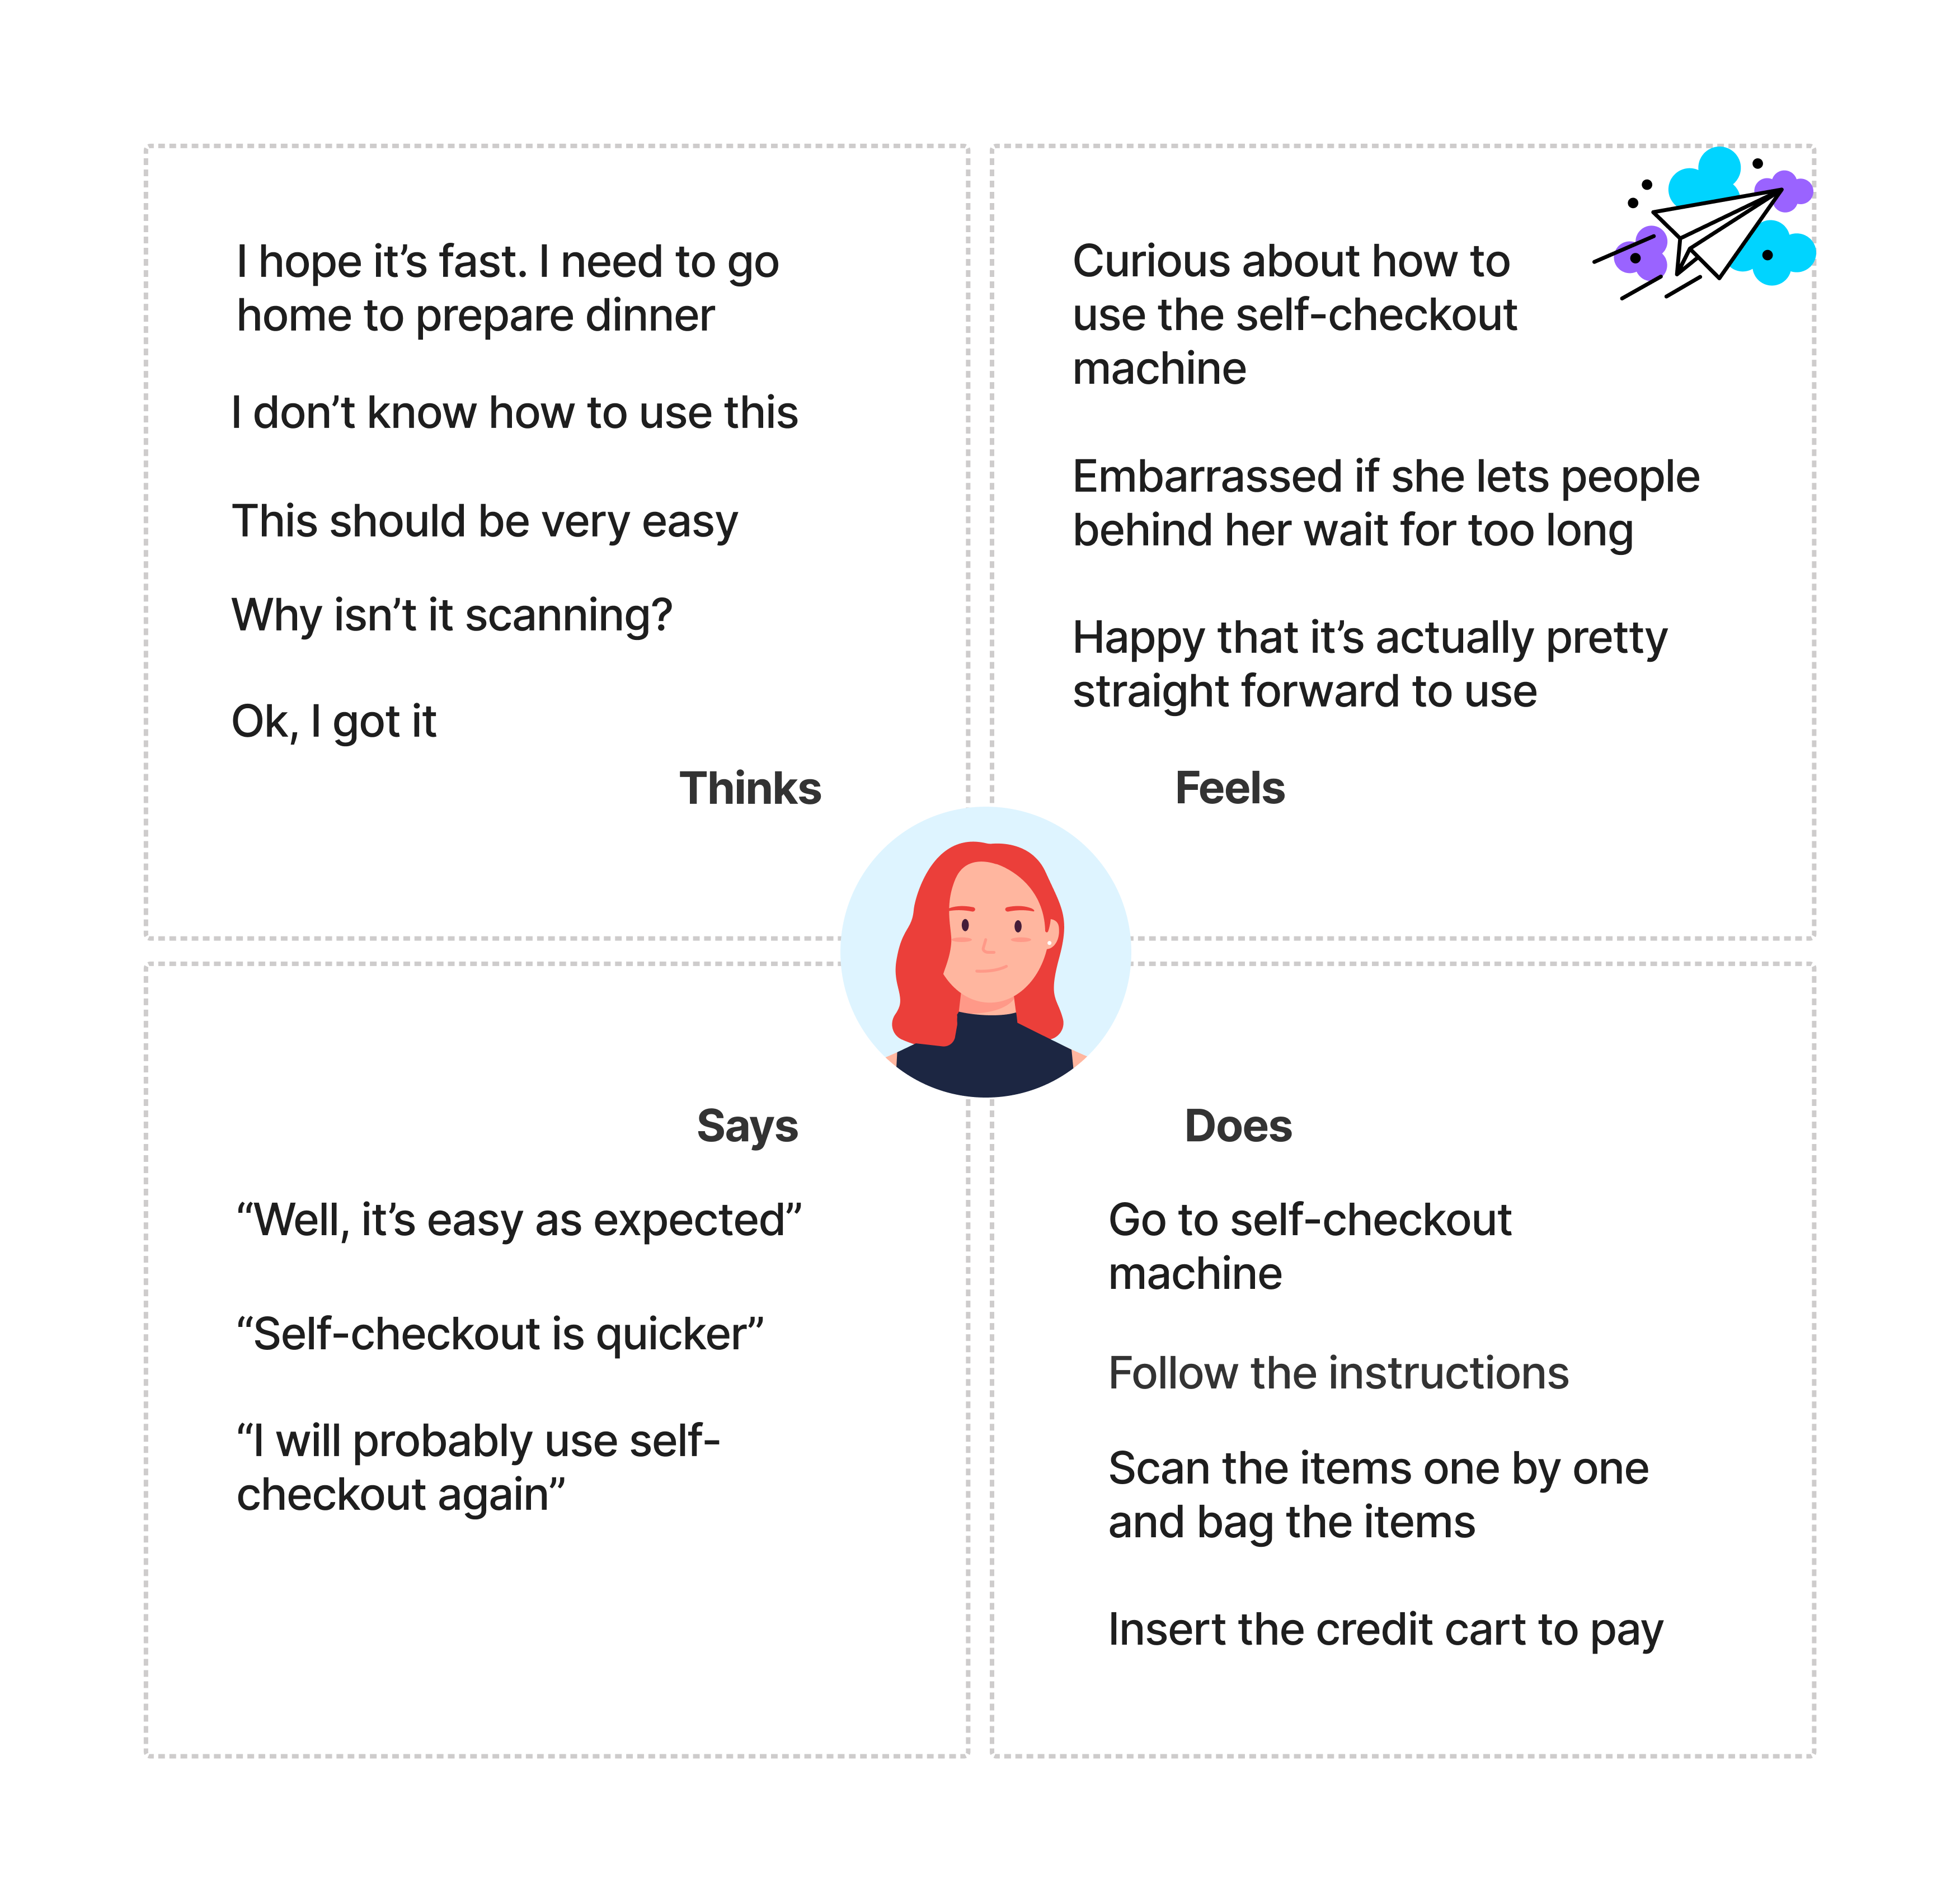 I hope it’s fast. I need to go
home to prepare dinner
I don’t know how to use this
This should be very easy
Why isn’t it scanning?
Ok, I got it
Thinks
Curious about how to
use the self-checkout
machine
Embarrassed if she lets people
behind her wait for too long
Happy that it’s actually pretty
straight forward to use
Feels
Says
“Well, it’s easy as expected”
“Self-checkout is quicker”
“I will probably use self-
checkout again”
Does
Go to self-checkout
machine
Follow the instructions
Scan the items one by one
and bag the items
Insert the credit cart to pay